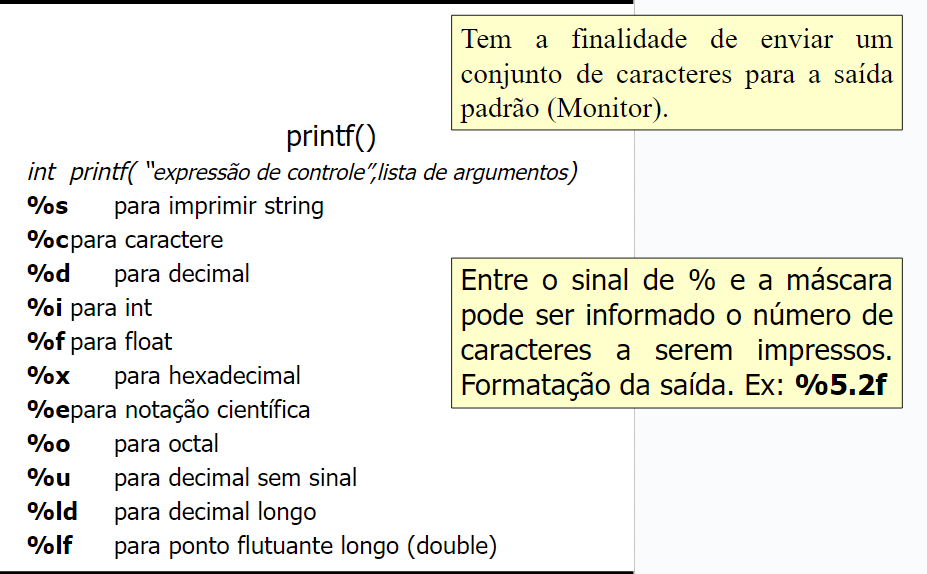 Tem a finalidade de enviar um
conjunto de caracteres para a saída
padrão (Monitor).
printf()
int printf( “expressão de controle”,lista de argumentos)
%s para imprimir string
%cpara caractere
%d para decimal
%i para int
%f para float
%x para hexadecimal
%epara notação científica
%o para octal
%u para decimal sem sinal
%ld para decimal longo
%lf para ponto flutuante longo (double)
Entre o sinal de % e a máscara
pode ser informado o número de
caracteres a serem impressos.
Formatação da saída. Ex: %5.2f